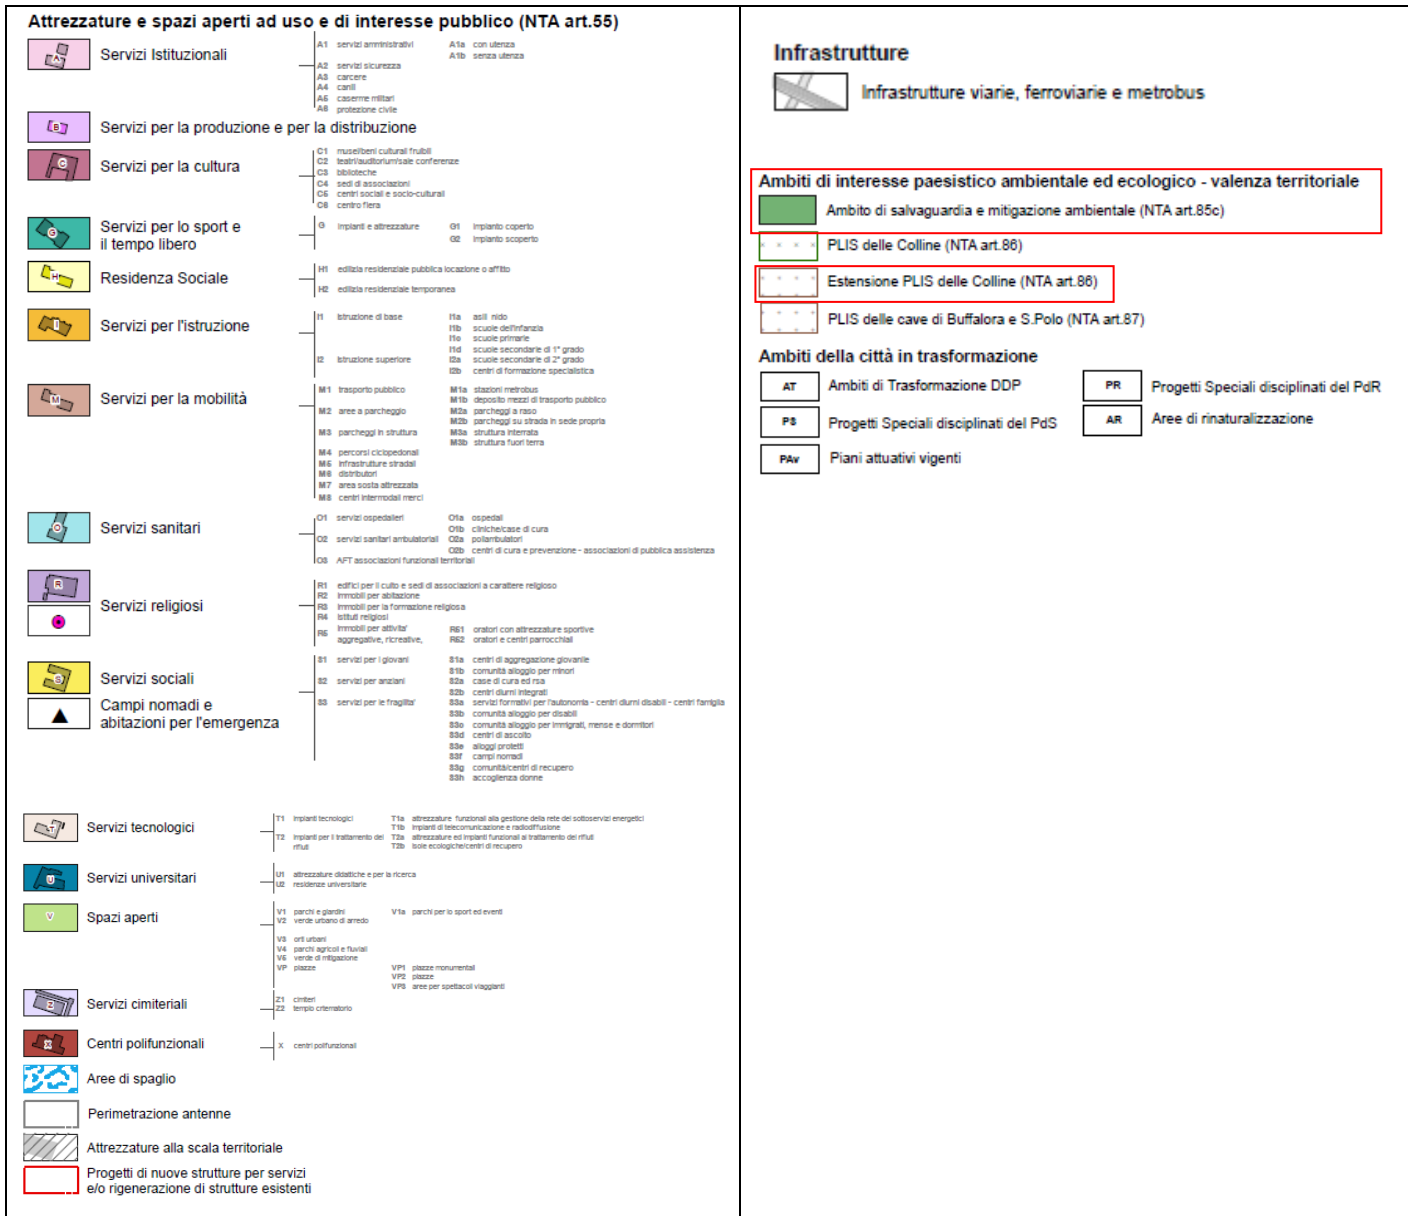 Attrezzature e spazi aperti ad uso e di interesse pubblico (NTA art.55)
A
Servizi Istituzionali
A1 servizi amministrativi A1a con utenza
A1b senza utenza
A2 servizi sicurezza
A3 carcere
A4 canili
A5 caserme militari
A6 protezione civile
B
Servizi per la produzione e per la distribuzione
C
Servizi per la cultura
C1 musei/beni culturali fruibili
C2 teatri/auditorium/sale conferenze
C3 biblioteche
C4 sedi di associazioni
C5 centri sociali e socio-culturali
C6 centro fiera
G
Servizi per lo sport e
il tempo libero
G impianti e attrezzature G1 impianto coperto
G2 impianto scoperto
H
Residenza Sociale
H1 edilizia residenziale pubblica locazione o affitto
H2 edilizia residenziale temporanea
I
Servizi per l'istruzione
I1 istruzione di base I1a asili nido
I1b scuole dell'infanzia
I1c scuole primarie
I1d scuole secondarie di 1° grado
I2 istruzione superiore I2a scuole secondarie di 2° grado
I2b centri di formazione specialistica
M
Servizi per la mobilità
M1 trasporto pubblico M1a stazioni metrobus
M1b deposito mezzi di trasporto pubblico
M2 aree a parcheggio M2a parcheggi a raso
M2b parcheggi su strada in sede propria
M3 parcheggi in struttura M3a struttura interrata
M3b struttura fuori terra
M4 percorsi ciclopedonali
M5 infrastrutture stradali
M6 distributori
M7 area sosta attrezzata
M8 centri intermodali merci
O
Servizi sanitari
O1 servizi ospedalieri O1a ospedali
O1b cliniche/case di cura
O2 servizi sanitari ambulatoriali O2a poliambulatori
O2b centri di cura e prevenzione - associazioni di pubblica assistenza
O3 AFT associazioni funzionali territoriali
R
Servizi religiosi
R1 edifici per il culto e sedi di associazioni a carattere religioso
R2 immobili per abitazione
R3 immobili per la formazione religiosa
R4 istituti religiosi
R5 immobili per attivita' R51 oratori con attrezzature sportive
aggregative, ricreative, R52 oratori e centri parrocchiali
S
Servizi sociali
Campi nomadi e
abitazioni per l'emergenza
S1 servizi per i giovani S1a centri di aggregazione giovanile
S1b comunità alloggio per minori
S2 servizi per anziani S2a case di cura ed rsa
S2b centri diurni integrati
S3 servizi per le fragilita' S3a servizi formativi per l'autonomia - centri diurni disabili - centri famiglia
S3b comunità alloggio per disabili
S3c comunità alloggio per immigrati, mense e dormitori
S3d centri di ascolto
S3e alloggi protetti
S3f campi nomadi
S3g comunità/centri di recupero
S3h accoglienza donne
T
Servizi tecnologici
T1 impianti tecnologici T1a attrezzature funzionali alla gestione della rete dei sottoservizi energetici
T1b impianti di telecomunicazione e radiodiffusione
T2 impianti per il trattamento dei T2a attrezzature ed impianti funzionali al trattamento dei rifiuti
rifiuti T2b isole ecologiche/centri di recupero
U
Servizi universitari
U1 attrezzature didattiche e per la ricerca
U2 residenze universitarie
V
Spazi aperti
V1 parchi e giardini V1a parchi per lo sport ed eventi
V2 verde urbano di arredo
V3 orti urbani
V4 parchi agricoli e fluviali
V5 verde di mitigazione
VP piazze VP1 piazze monumentali
VP2 piazze
VP3 aree per spettacoli viaggianti
Z
Servizi cimiteriali
Z1 cimiteri
Z2 tempio crematorio
Centri polifunzionali
X centri polifunzionali
Aree di spaglio
Perimetrazione antenne
Attrezzature alla scala territoriale
Progetti di nuove strutture per servizi
e/o rigenerazione di strutture esistenti
Infrastrutture
Infrastrutture viarie, ferroviarie e metrobus
Ambiti di interesse paesistico ambientale ed ecologico - valenza territoriale
Ambito di salvaguardia e mitigazione ambientale (NTA art.85c)
PLIS delle Colline (NTA art.86)
Estensione PLIS delle Colline (NTA art.86)
PLIS delle cave di Buffalora e S.Polo (NTA art.87)
Ambiti della città in trasformazione
AT Ambiti di Trasformazione DDP
PR Progetti Speciali disciplinati del PdR
PS Progetti Speciali disciplinati del PdS
AR Aree di rinaturalizzazione
PAv Piani attuativi vigenti